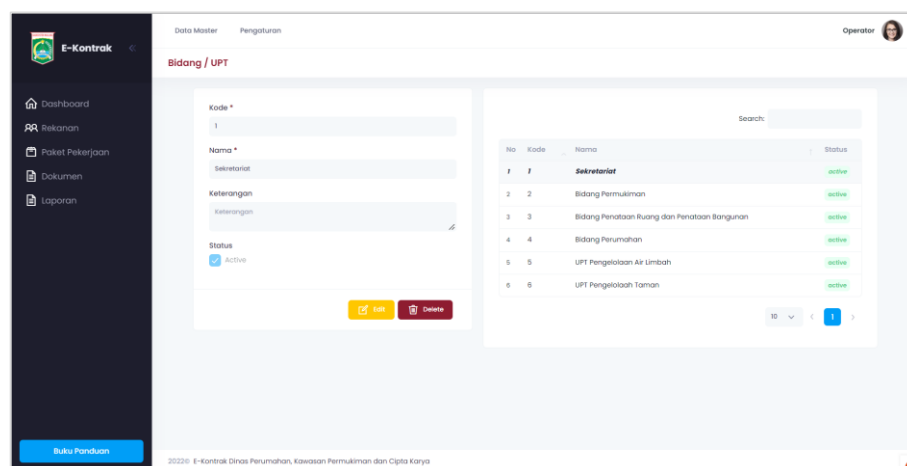 E-Kontrak
Data Master Pengaturan Operator
Bidang / UPT
Dashboard
Rekanan
Paket Pekerjaan
Dokumen
Laporan
Buku Panduan
Kode *
1
Nama *
Sekretariat
Keterangan
Keterangan
Status
Active
Edit Delete
Search:
No Kode Nama Status
1 1 Sekretariat active
2 2 Bidang Permukiman active
3 3 Bidang Penataan Ruang dan Penataan Bangunan active
4 4 Bidang Perumahan active
5 5 UPT Pengelolaan Air Limbah active
6 6 UPT Pengelolaah Taman active
10 1
2022© E-Kontrak Dinas Perumahan, Kawasan Permukiman dan Cipta Karya